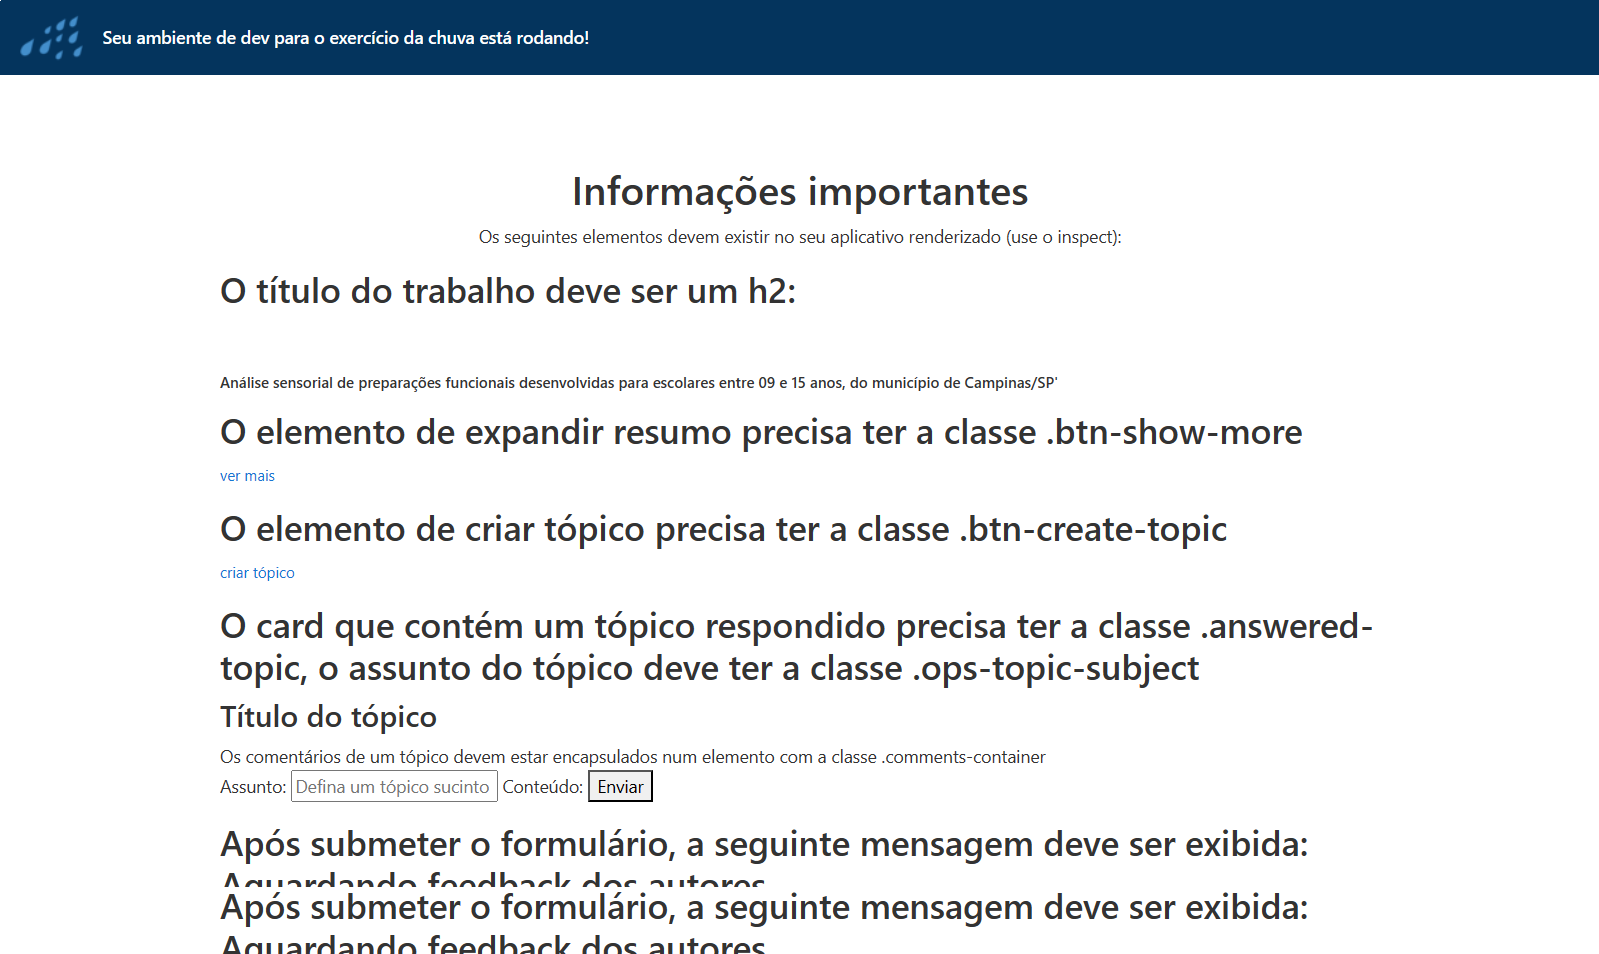 Seu ambiente de dev para o exercício da chuva está rodando!
Informações importantes
Os seguintes elementos devem existir no seu aplicativo renderizado (use o inspect):
O título do trabalho deve ser um h2:
Análise sensorial de preparações funcionais desenvolvidas para escolares entre 09 e 15 anos, do município de Campinas/SP'
O elemento de expandir resumo precisa ter a classe .btn-show-more
ver mais
O elemento de criar tópico precisa ter a classe .btn-create-topic
criar tópico
O card que contém um tópico respondido precisa ter a classe .answered-
topic, o assunto do tópico deve ter a classe .ops-topic-subject
Título do tópico
Os comentários de um tópico devem estar encapsulados num elemento com a classe .comments-container
Assunto: Defina um tópico sucinto Conteúdo: Enviar
Após submeter o formulário, a seguinte mensagem deve ser exibida:
Aguardando feedback dos autores
Após submeter o formulário, a seguinte mensagem deve ser exibida:
Aguardando feedback dos autores